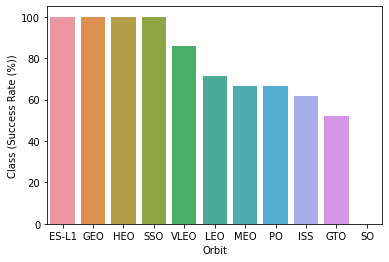 100
80
60
40
20
0
Class (Success Rate (%))
ES-L1 GEO HEO SSO VLEO LEO MEO PO ISS GTO SO
Orbit